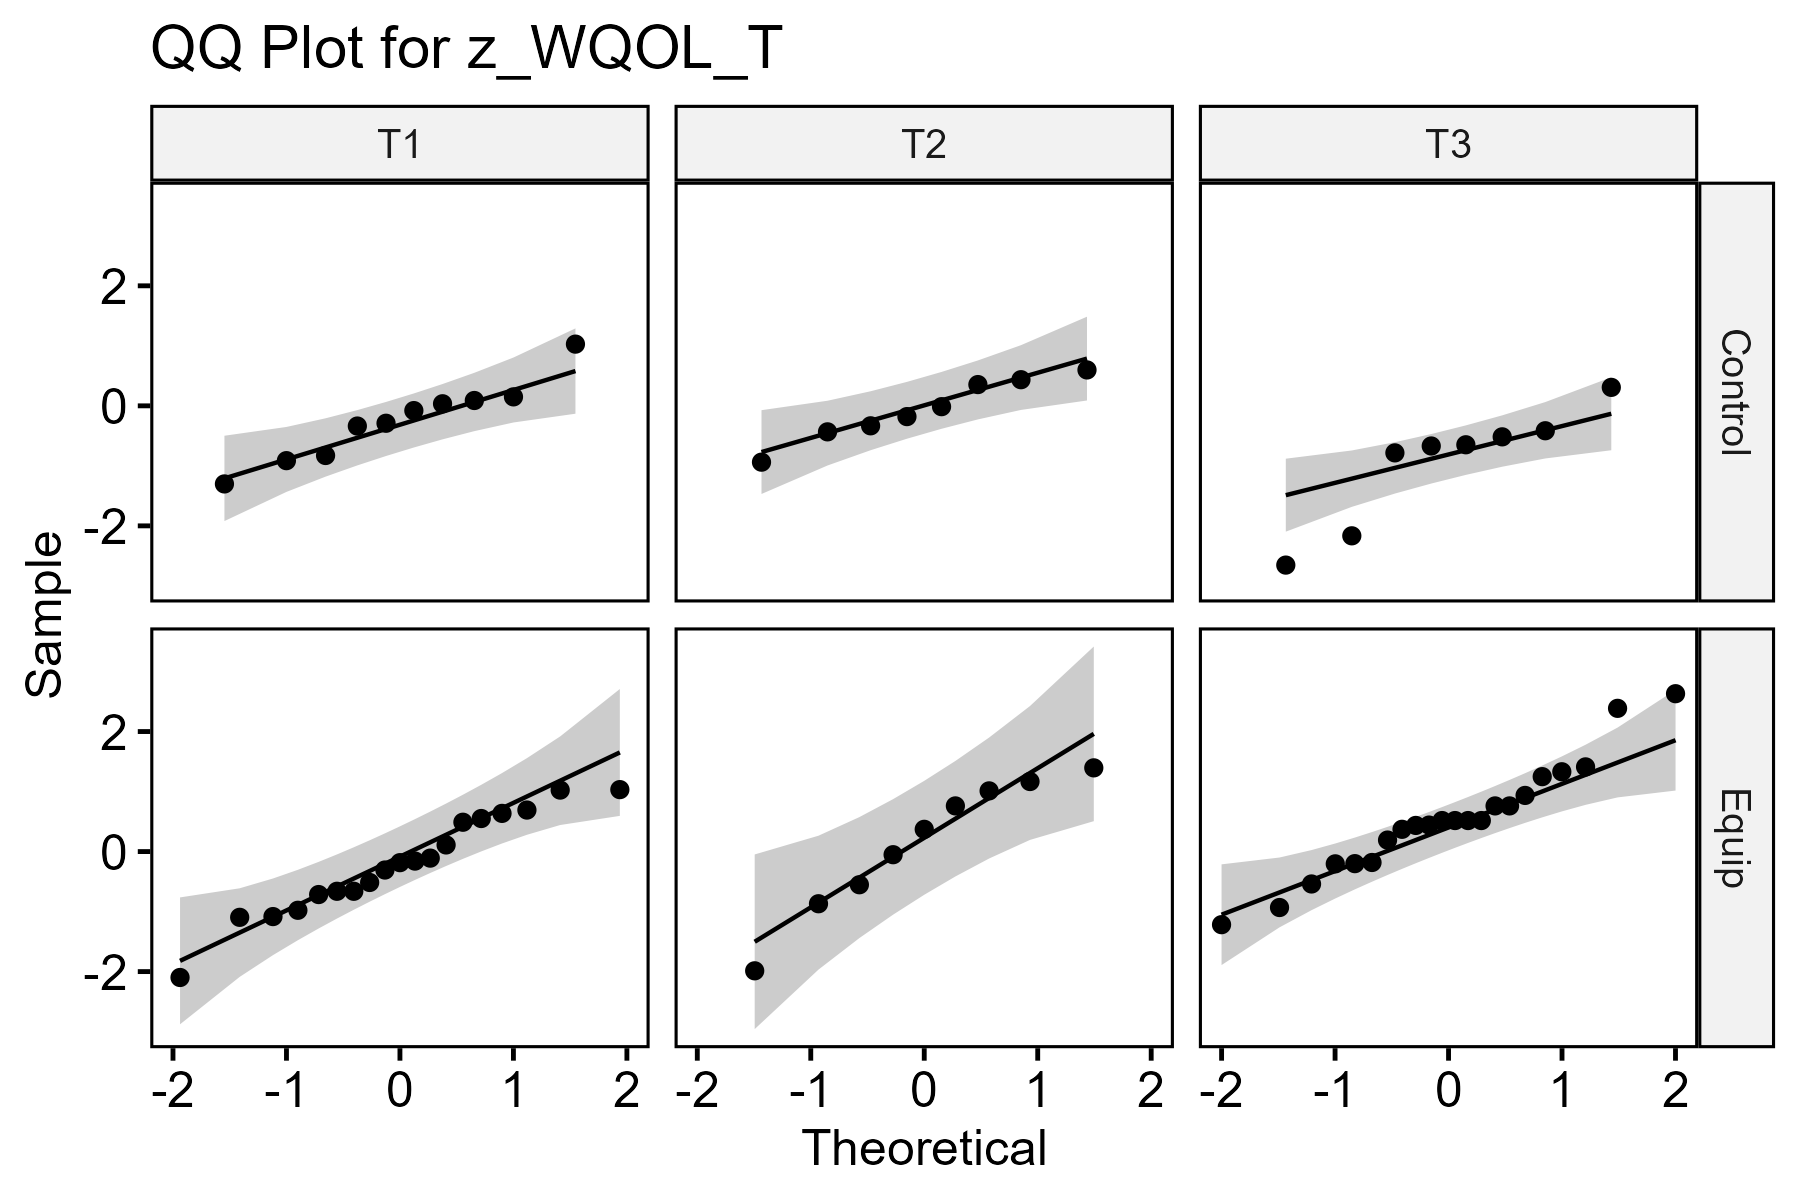 QQ Plot for z_WQOL_T
T1 T2 T3
2
0
-2
Control
Sample
2
0
-2
Equip
-2 -1 0 1 2 -2 -1 0 1 2 -2 -1 0 1 2
Theoretical